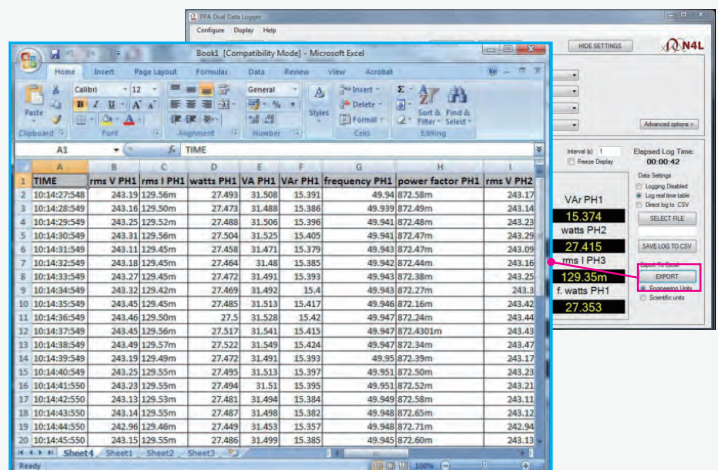 PPA Dual Data Logger
Configure Display Help
HIDE SETTINGS
N4L
Advanced options >
Interval (s) 1
Freeze Display
Elapsed Log Time:
00:00:42
Data Settings
Logging Disabled
Log real time table
Direct log to CSV
SELECT FILE
SAVE LOG TO CSV
EXPORT
Engineering Units
Scientific units
VAr PH1
15.374
watts PH2
27.415
rms I PH3
129.35m
f. watts PH1
27.353
Book1 [Compatibility Mode] - Microsoft Excel
Home Insert Page Layout Formulas Data Review View Acrobat
Paste
Clipboard
Calibri 12
B I U A A
Font
Alignment
General
% ,
Number
Styles
Insert
Delete
Format
Cells
Σ
Sort & Filter Find & Select
Editing
A1 fx TIME
A B C D E F G H I
1 TIME rms V PH1 rms I PH1 watts PH1 VA PH1 VAr PH1 frequency PH1 power factor PH1 rms V PH2
2 10:14:27:548 243.19 129.56m 27.493 31.508 15.391 49.94 872.58m 243.17
3 10:14:28:549 243.16 129.50m 27.473 31.488 15.386 49.939 872.49m 243.14
4 10:14:29:549 243.25 129.52m 27.488 31.506 15.396 49.941 872.48m 243.23
5 10:14:30:549 243.31 129.56m 27.504 31.525 15.405 49.941 872.47m 243.29
6 10:14:31:549 243.11 129.45m 27.458 31.471 15.379 49.943 872.47m 243.09
7 10:14:32:549 243.18 129.45m 27.464 31.48 15.385 49.942 872.44m 243.16
8 10:14:33:549 243.27 129.45m 27.472 31.491 15.393 49.943 872.38m 243.25
9 10:14:34:549 243.32 129.42m 27.469 31.492 15.4 49.943 872.27m 243.3
10 10:14:35:549 243.45 129.45m 27.485 31.513 15.417 49.946 872.16m 243.42
11 10:14:36:549 243.46 129.50m 27.5 31.528 15.42 49.947 872.24m 243.44
12 10:14:37:549 243.45 129.56m 27.517 31.541 15.415 49.947 872.4301m 243.43
13 10:14:38:549 243.49 129.57m 27.522 31.549 15.424 49.947 872.34m 243.47
14 10:14:39:549 243.19 129.49m 27.472 31.491 15.393 49.95 872.39m 243.17
15 10:14:40:549 243.25 129.55m 27.495 31.513 15.397 49.951 872.50m 243.23
16 10:14:41:550 243.23 129.55m 27.494 31.51 15.395 49.951 872.52m 243.21
17 10:14:42:550 243.13 129.53m 27.481 31.494 15.384 49.949 872.58m 243.11
18 10:14:43:550 243.14 129.55m 27.487 31.498 15.382 49.948 872.65m 243.12
19 10:14:44:550 242.96 129.46m 27.449 31.453 15.357 49.948 872.71m 242.94
20 10:14:45:550 243.15 129.55m 27.486 31.499 15.385 49.945 872.60m 243.13
Sheet4 Sheet1 Sheet2 Sheet3
Ready 100%